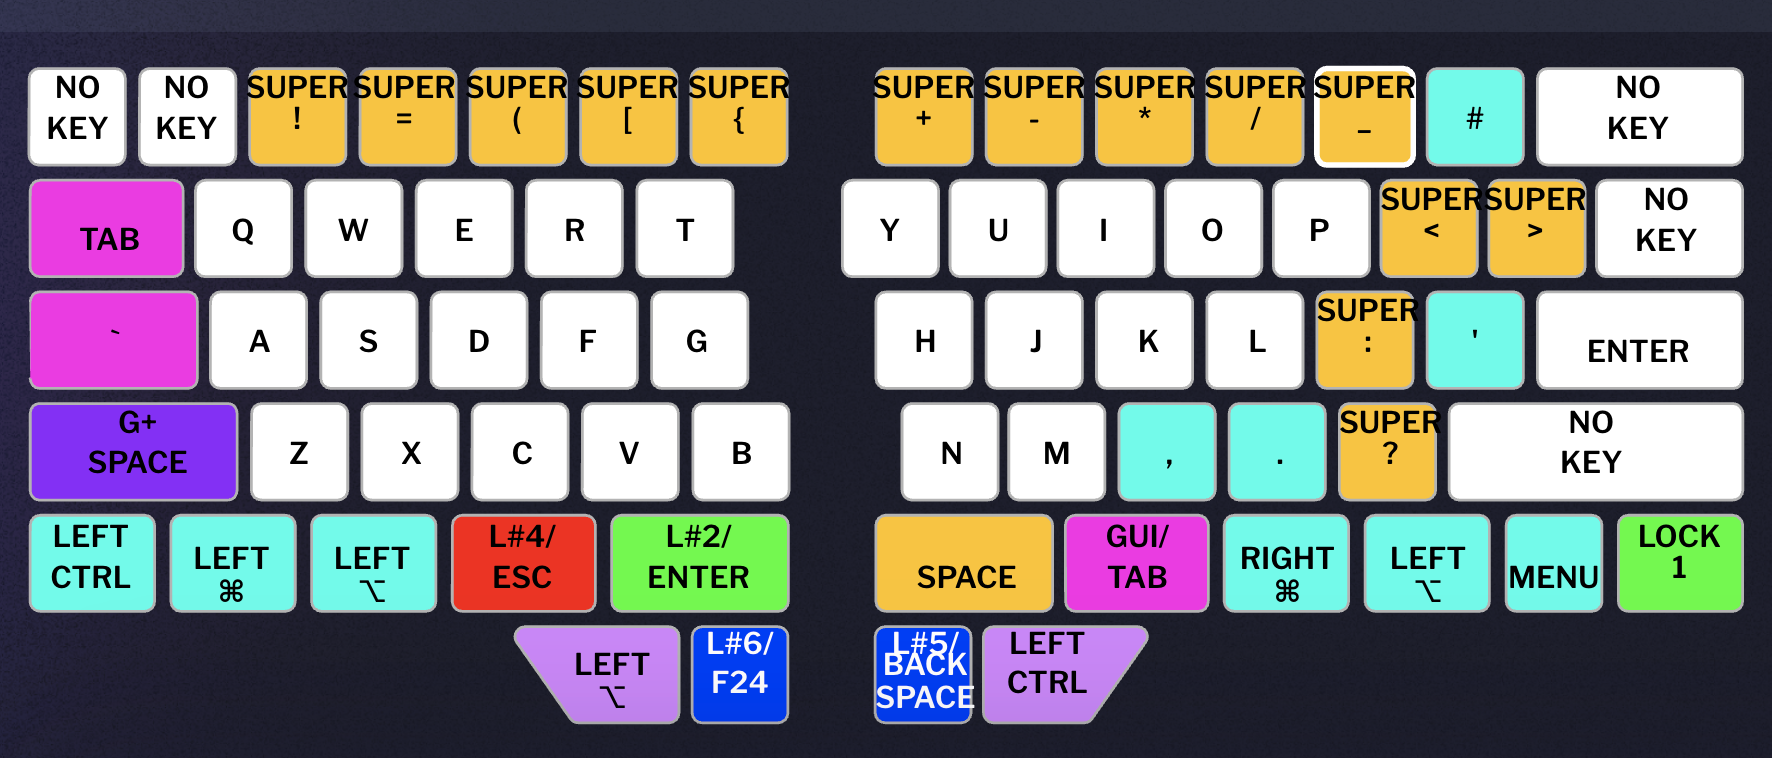 NO KEY NO KEY SUPER ! SUPER = SUPER ( SUPER [ SUPER { SUPER + SUPER - SUPER * SUPER / SUPER _ # NO KEY
TAB Q W E R T Y U I O P SUPER < SUPER > NO KEY
` A S D F G H J K L SUPER : ' ENTER
G+ SPACE Z X C V B N M , . SUPER ? NO KEY
LEFT CTRL LEFT ⌘ LEFT ⌥ L#4/ ESC L#2/ ENTER SPACE GUI/ TAB RIGHT ⌘ LEFT ⌥ MENU LOCK 1
LEFT ⌥ L#6/ F24 L#5/ BACK SPACE LEFT CTRL